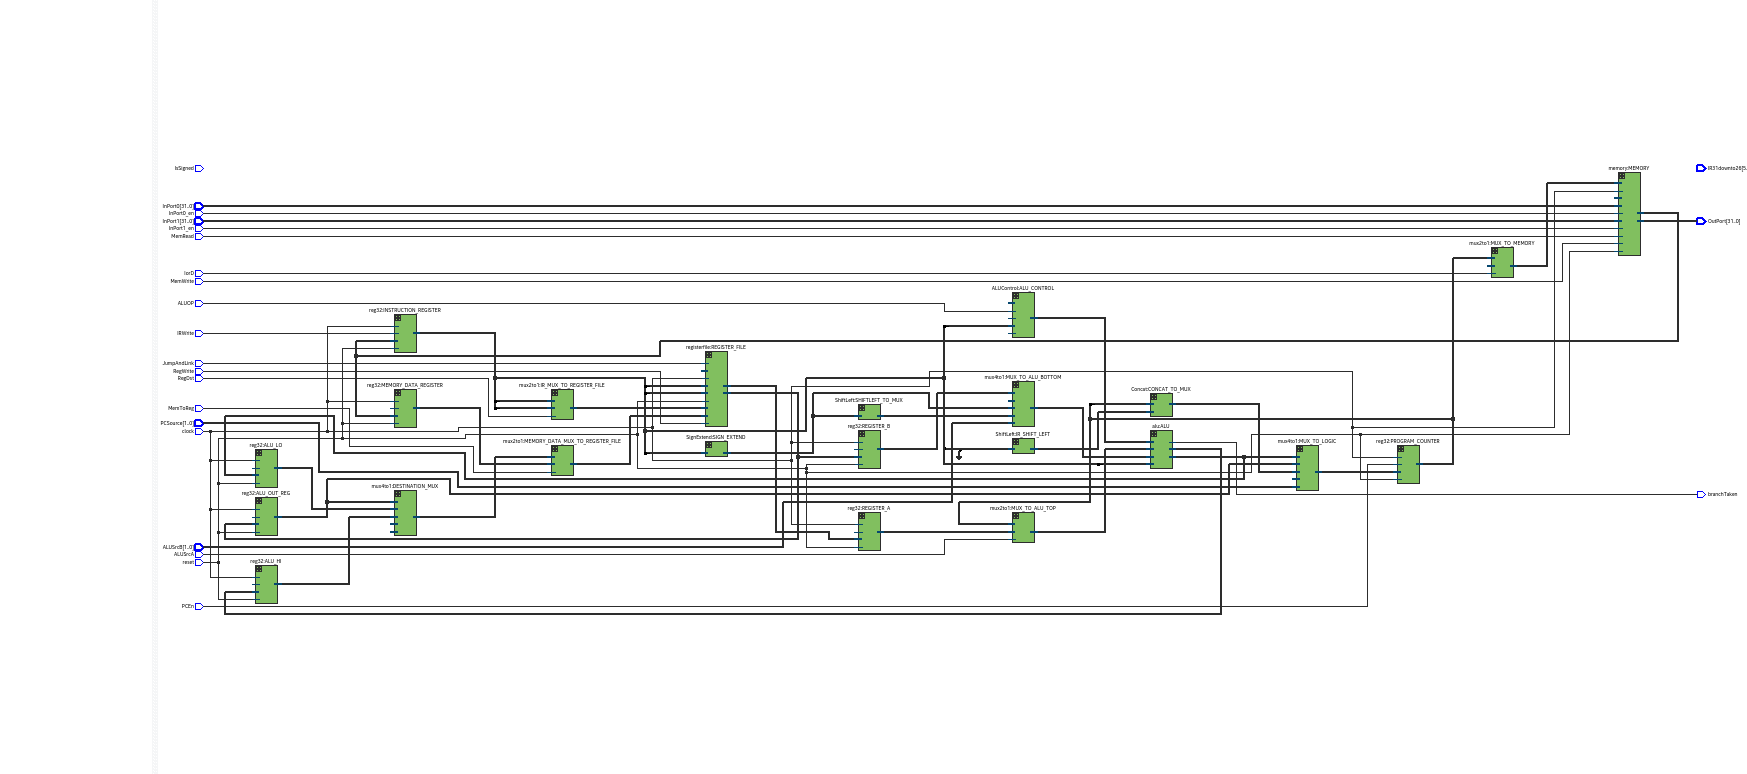 isSigned
memory:MEMORY
IR31downto26[5.
InPort0[31..0]
InPort0_en
InPort1[31..0]
InPort1_en
MemRead
OutPort[31..0]
mux2to1:MUX_TO_MEMORY
IorD
MemWrite
ALUControl:ALU_CONTROL
ALUOP
reg32:INSTRUCTION_REGISTER
IRWrite
registerfile:REGISTER_FILE
JumpAndLink
RegWrite
RegDst
reg32:MEMORY_DATA_REGISTER
mux2to1:IR_MUX_TO_REGISTER_FILE
mux4to1:MUX_TO_ALU_BOTTOM
Concat:CONCAT_TO_MUX
ShiftLeft:SHIFTLEFT_TO_MUX
MemToReg
PCSource[1..0]
clock
reg32:REGISTER_B
alu:ALU
SignExtend:SIGN_EXTEND
ShiftLeft:IR_SHIFT_LEFT
reg32:ALU_LO
mux2to1:MEMORY_DATA_MUX_TO_REGISTER_FILE
mux4to1:MUX_TO_LOGIC
reg32:PROGRAM_COUNTER
mux4to1:DESTINATION_MUX
reg32:ALU_OUT_REG
branchTaken
reg32:REGISTER_A
mux2to1:MUX_TO_ALU_TOP
ALUSrcB[1..0]
ALUSrcA
reset
reg32:ALU_HI
PCEn